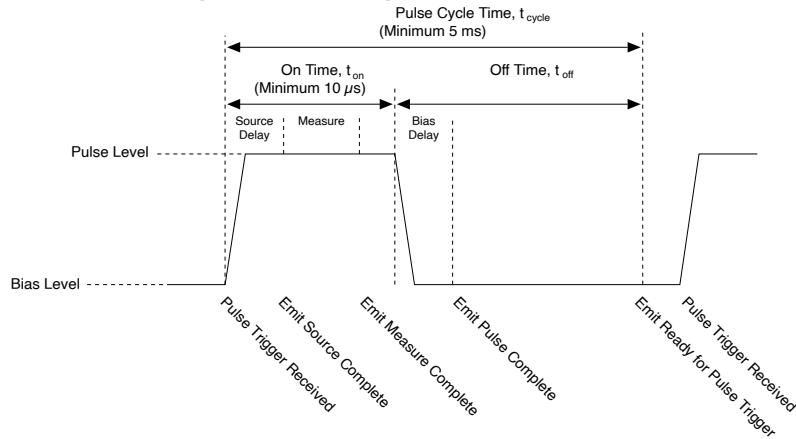 Pulse Cycle Time, t cycle
(Minimum 5 ms)
On Time, t on
(Minimum 10 µs)
Off Time, t off
Source
Delay
Measure
Bias
Delay
Pulse Level
Bias Level
Pulse Trigger Received
Emit Source Complete
Emit Measure Complete
Emit Pulse Complete
Emit Ready for Pulse Trigger
Pulse Trigger Received